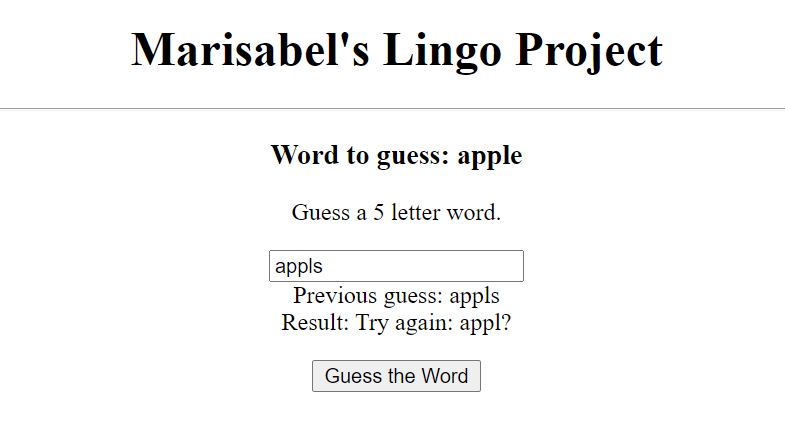 Marisabel's Lingo Project
Word to guess: apple
Guess a 5 letter word.
appls
Previous guess: appls
Result: Try again: appl?
Guess the Word